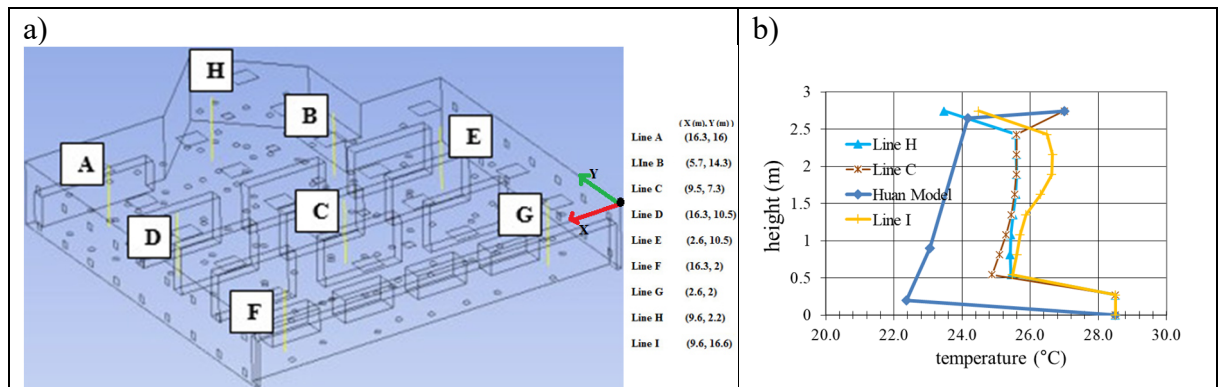 a)
H
B
E
A
C
G
D
F
Y
X
( X (m), Y (m) )
Line A (16.3, 16)
LIne B (5.7, 14.3)
Line C (9.5, 7.3)
Line D (16.3, 10.5)
Line E (2.6, 10.5)
Line F (16.3, 2)
Line G (2.6, 2)
Line H (9.6, 2.2)
Line I (9.6, 16.6)
b)
3
2.5
2
1.5
1
0.5
0
height (m)
Line H
Line C
Huan Model
Line I
20.0 22.0 24.0 26.0 28.0 30.0
temperature (°C)